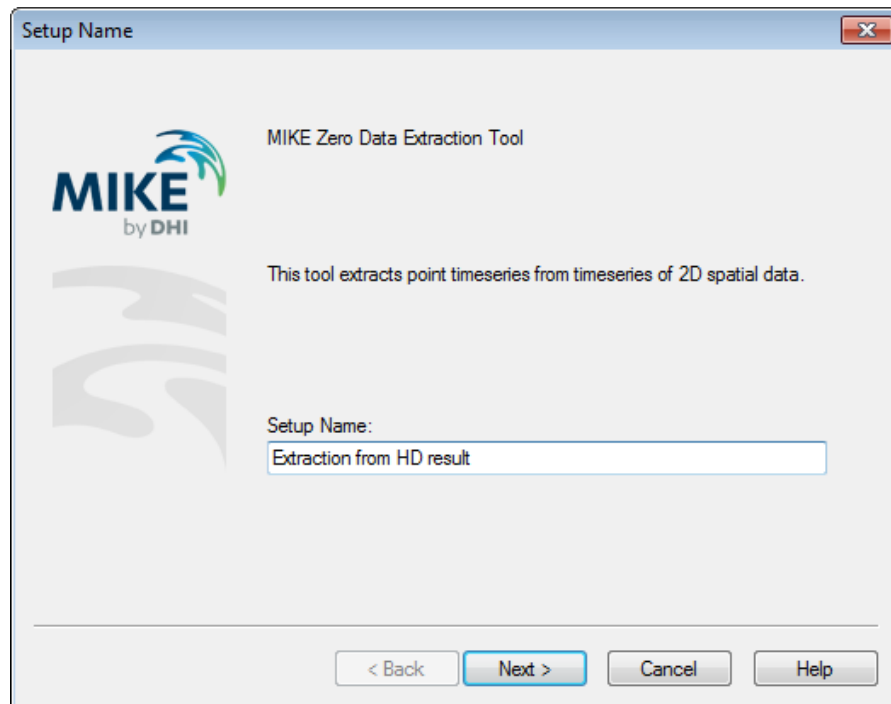 Setup Name
MIKE Zero Data Extraction Tool
MIKE
by DHI
This tool extracts point timeseries from timeseries of 2D spatial data.
Setup Name:
Extraction from HD result
< Back
Next >
Cancel
Help